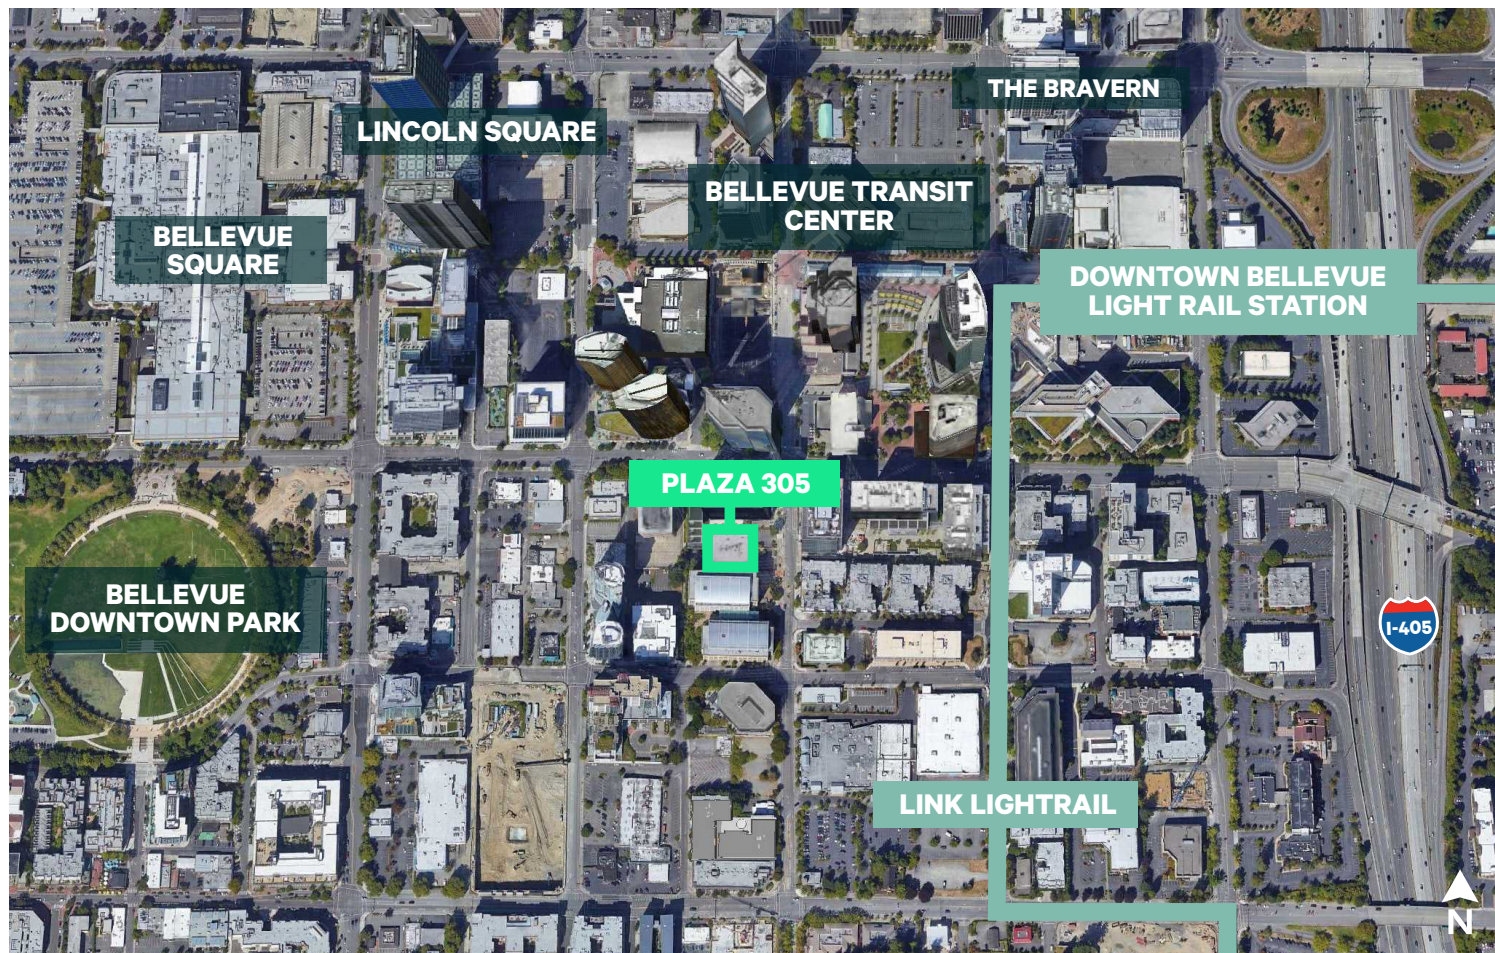 THE BRAVERN
LINCOLN SQUARE
BELLEVUE TRANSIT
CENTER
BELLEVUE
SQUARE
DOWNTOWN BELLEVUE
LIGHT RAIL STATION
PLAZA 305
BELLEVUE
DOWNTOWN PARK
I-405
LINK LIGHTRAIL
N